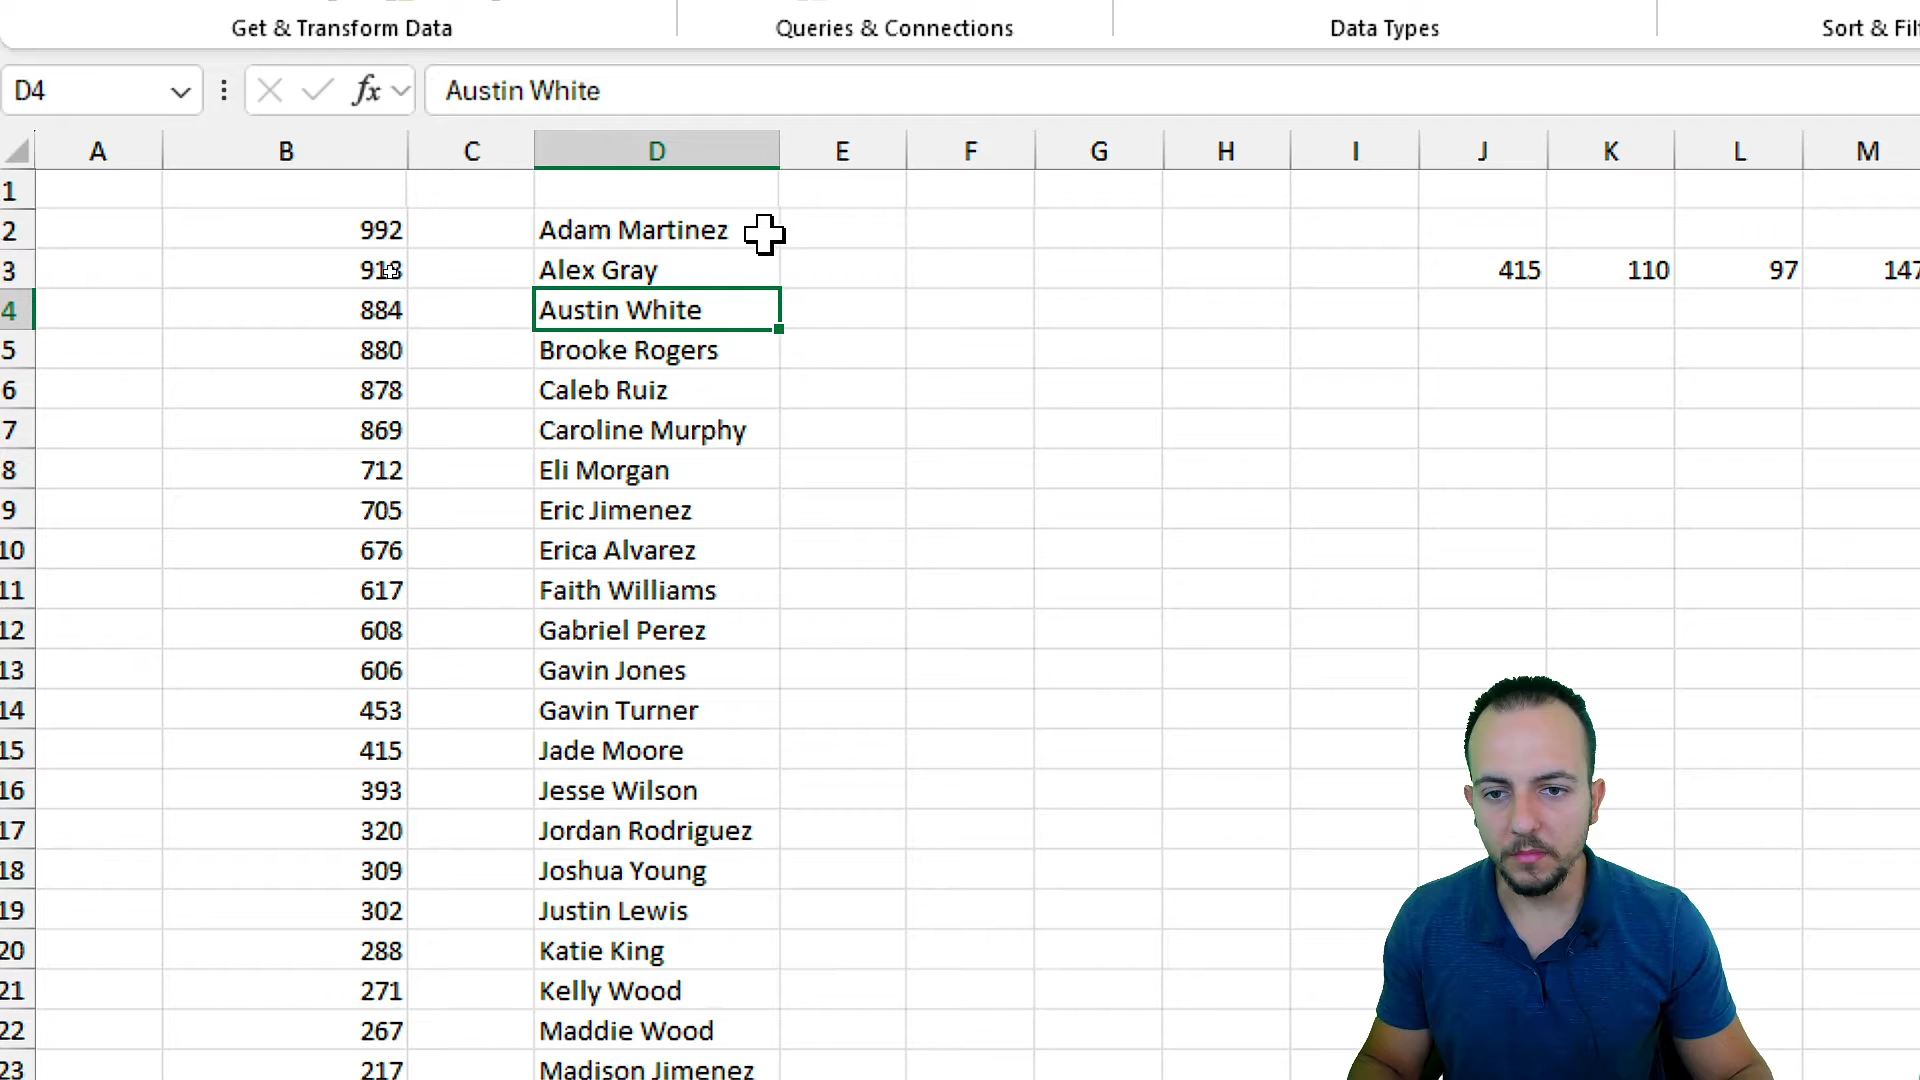 Get & Transform Data Queries & Connections Data Types Sort & Fil
D4 fx Austin White
A B C D E F G H I J K L M
1
2 992 Adam Martinez
3 913 Alex Gray 415 110 97 147
4 884 Austin White
5 880 Brooke Rogers
6 878 Caleb Ruiz
7 869 Caroline Murphy
8 712 Eli Morgan
9 705 Eric Jimenez
10 676 Erica Alvarez
11 617 Faith Williams
12 608 Gabriel Perez
13 606 Gavin Jones
14 453 Gavin Turner
15 415 Jade Moore
16 393 Jesse Wilson
17 320 Jordan Rodriguez
18 309 Joshua Young
19 302 Justin Lewis
20 288 Katie King
21 271 Kelly Wood
22 267 Maddie Wood
23 217 Madison Jimenez